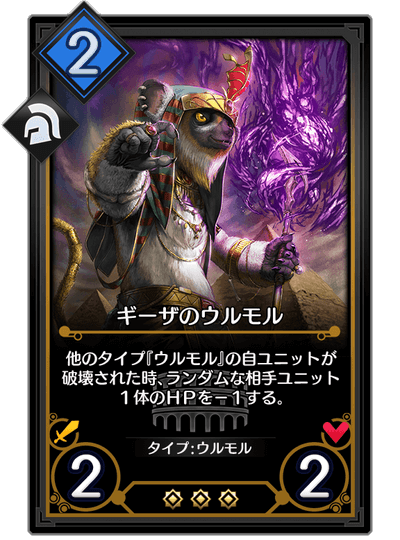 2
ギーザのウルモル
他のタイプ『ウルモル』の自ユニットが
破壊された時、ランダムな相手ユニット
1体のHPを－1する。
タイプ:ウルモル
2
2